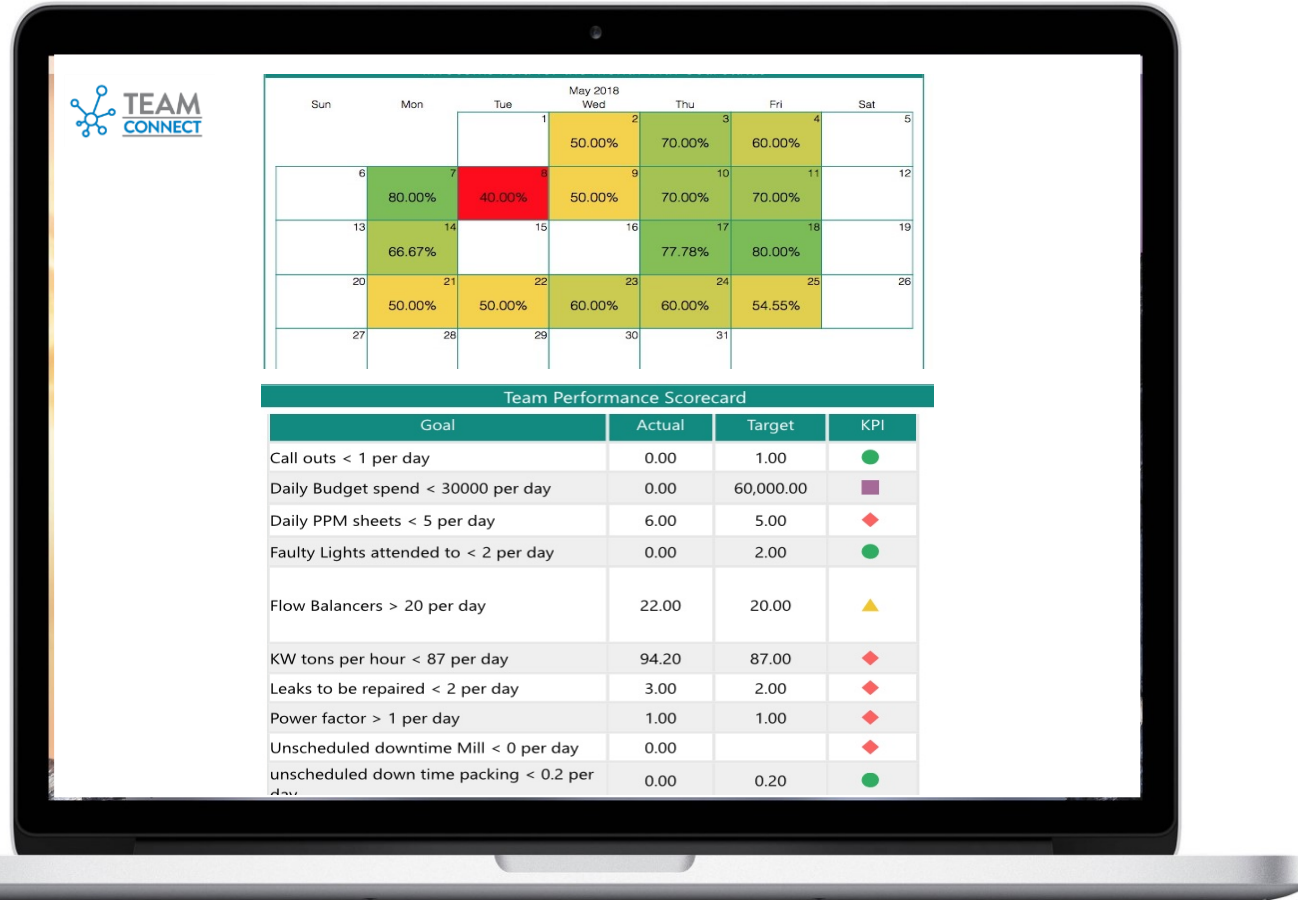 TEAM
CONNECT
May 2018
Sun Mon Tue Wed Thu Fri Sat
1 2 3 4 5
50.00% 70.00% 60.00%
6 7 8 9 10 11 12
80.00% 40.00% 50.00% 70.00% 70.00%
13 14 15 16 17 18 19
66.67% 77.78% 80.00%
20 21 22 23 24 25 26
50.00% 50.00% 60.00% 60.00% 54.55%
27 28 29 30 31
Team Performance Scorecard
Goal Actual Target KPI
Call outs < 1 per day 0.00 1.00
Daily Budget spend < 30000 per day 0.00 60,000.00
Daily PPM sheets < 5 per day 6.00 5.00
Faulty Lights attended to < 2 per day 0.00 2.00
Flow Balancers > 20 per day 22.00 20.00
KW tons per hour < 87 per day 94.20 87.00
Leaks to be repaired < 2 per day 3.00 2.00
Power factor > 1 per day 1.00 1.00
Unscheduled downtime Mill < 0 per day 0.00
unscheduled down time packing < 0.2 per 0.00 0.20
day